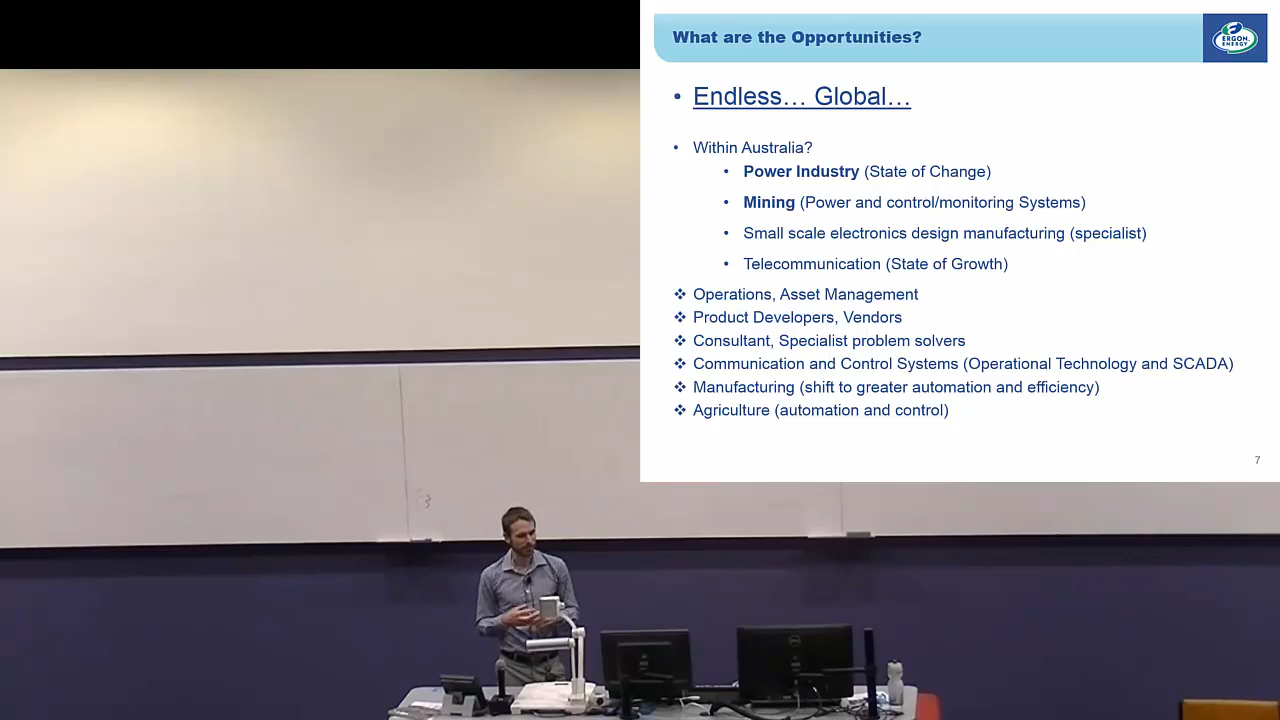 What are the Opportunities?
ERGON
ENERGY
• Endless… Global…
• Within Australia?
• Power Industry (State of Change)
• Mining (Power and control/monitoring Systems)
• Small scale electronics design manufacturing (specialist)
• Telecommunication (State of Growth)
❖ Operations, Asset Management
❖ Product Developers, Vendors
❖ Consultant, Specialist problem solvers
❖ Communication and Control Systems (Operational Technology and SCADA)
❖ Manufacturing (shift to greater automation and efficiency)
❖ Agriculture (automation and control)
7
DELL